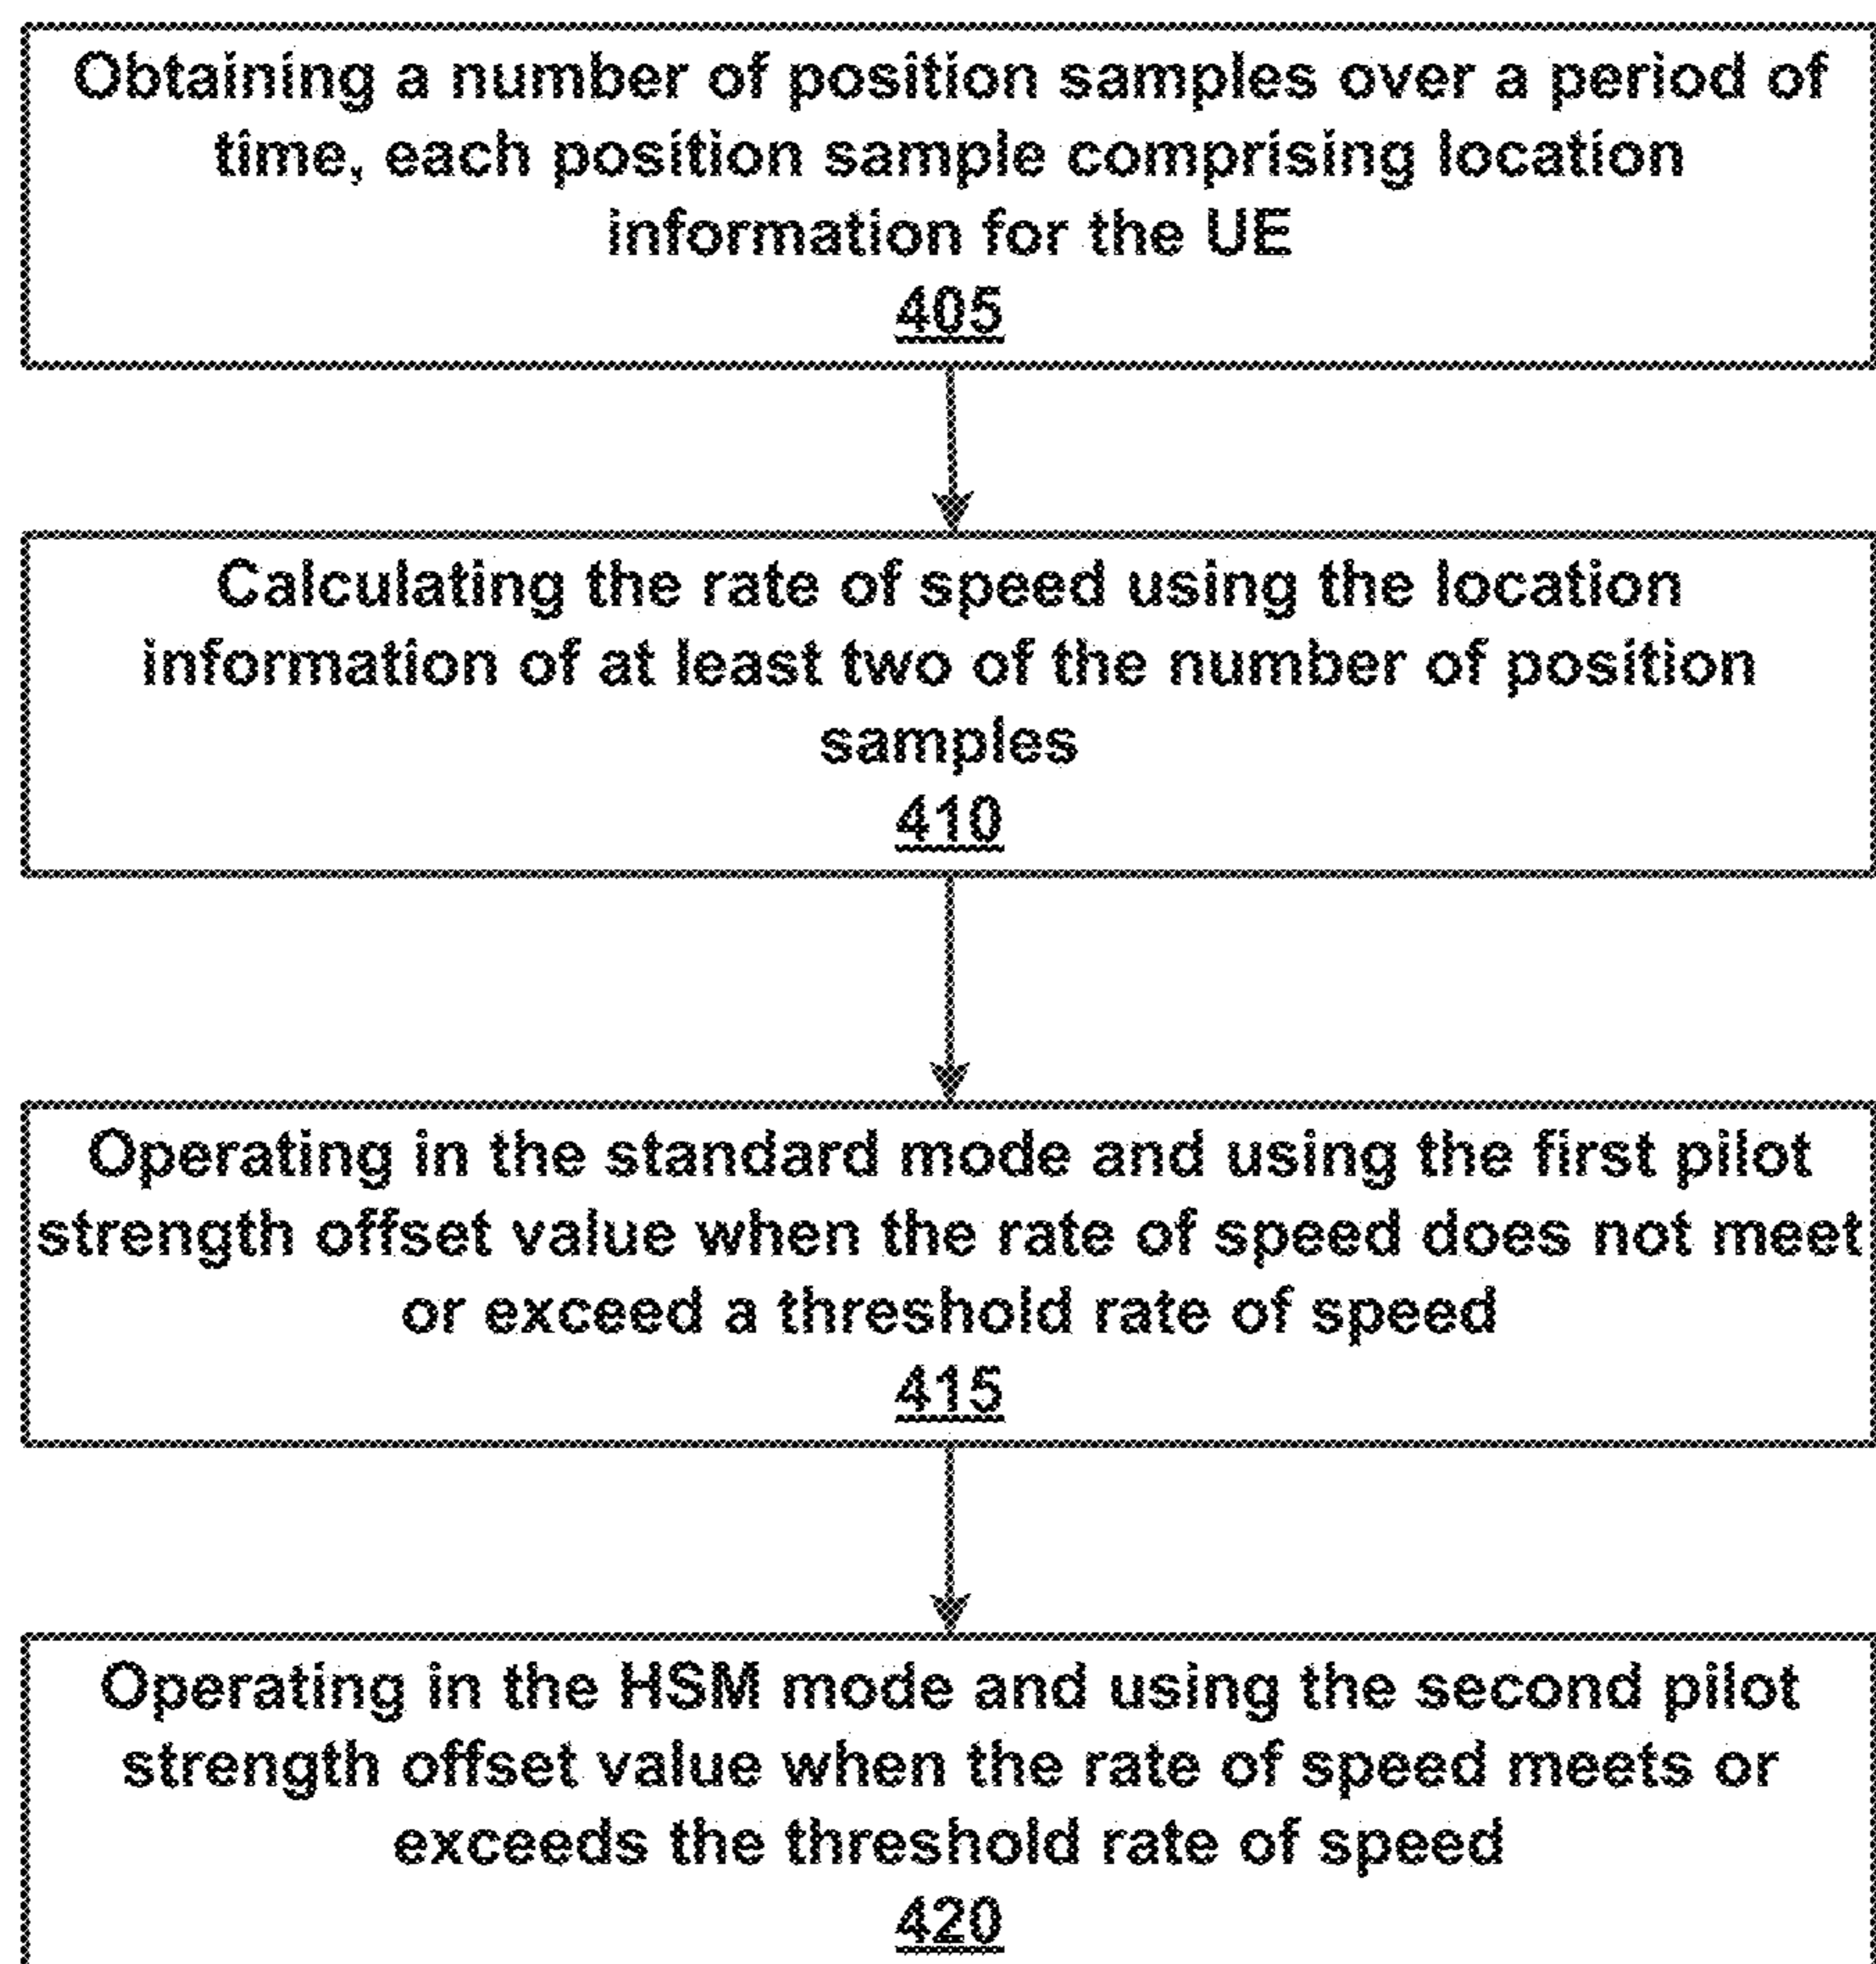 Obtaining a number of position samples over a period of
time, each position sample comprising location
information for the UE
405
Calculating the rate of speed using the location
information of at least two of the number of position
samples
410
Operating in the standard mode and using the first pilot
strength offset value when the rate of speed does not meet
or exceed a threshold rate of speed
415
Operating in the HSM mode and using the second pilot
strength offset value when the rate of speed meets or
exceeds the threshold rate of speed
420